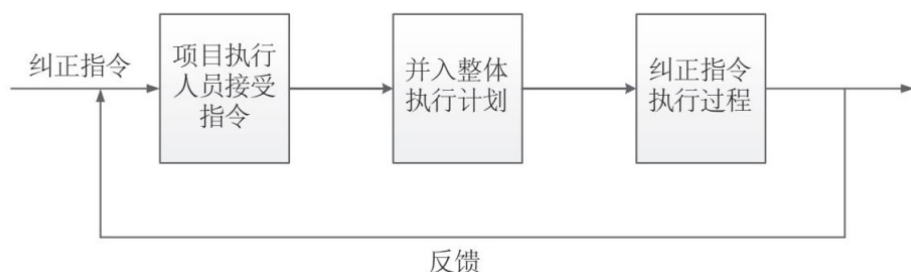 纠正指令
项目执行
人员接受
指令
并入整体
执行计划
纠正指令
执行过程
反馈